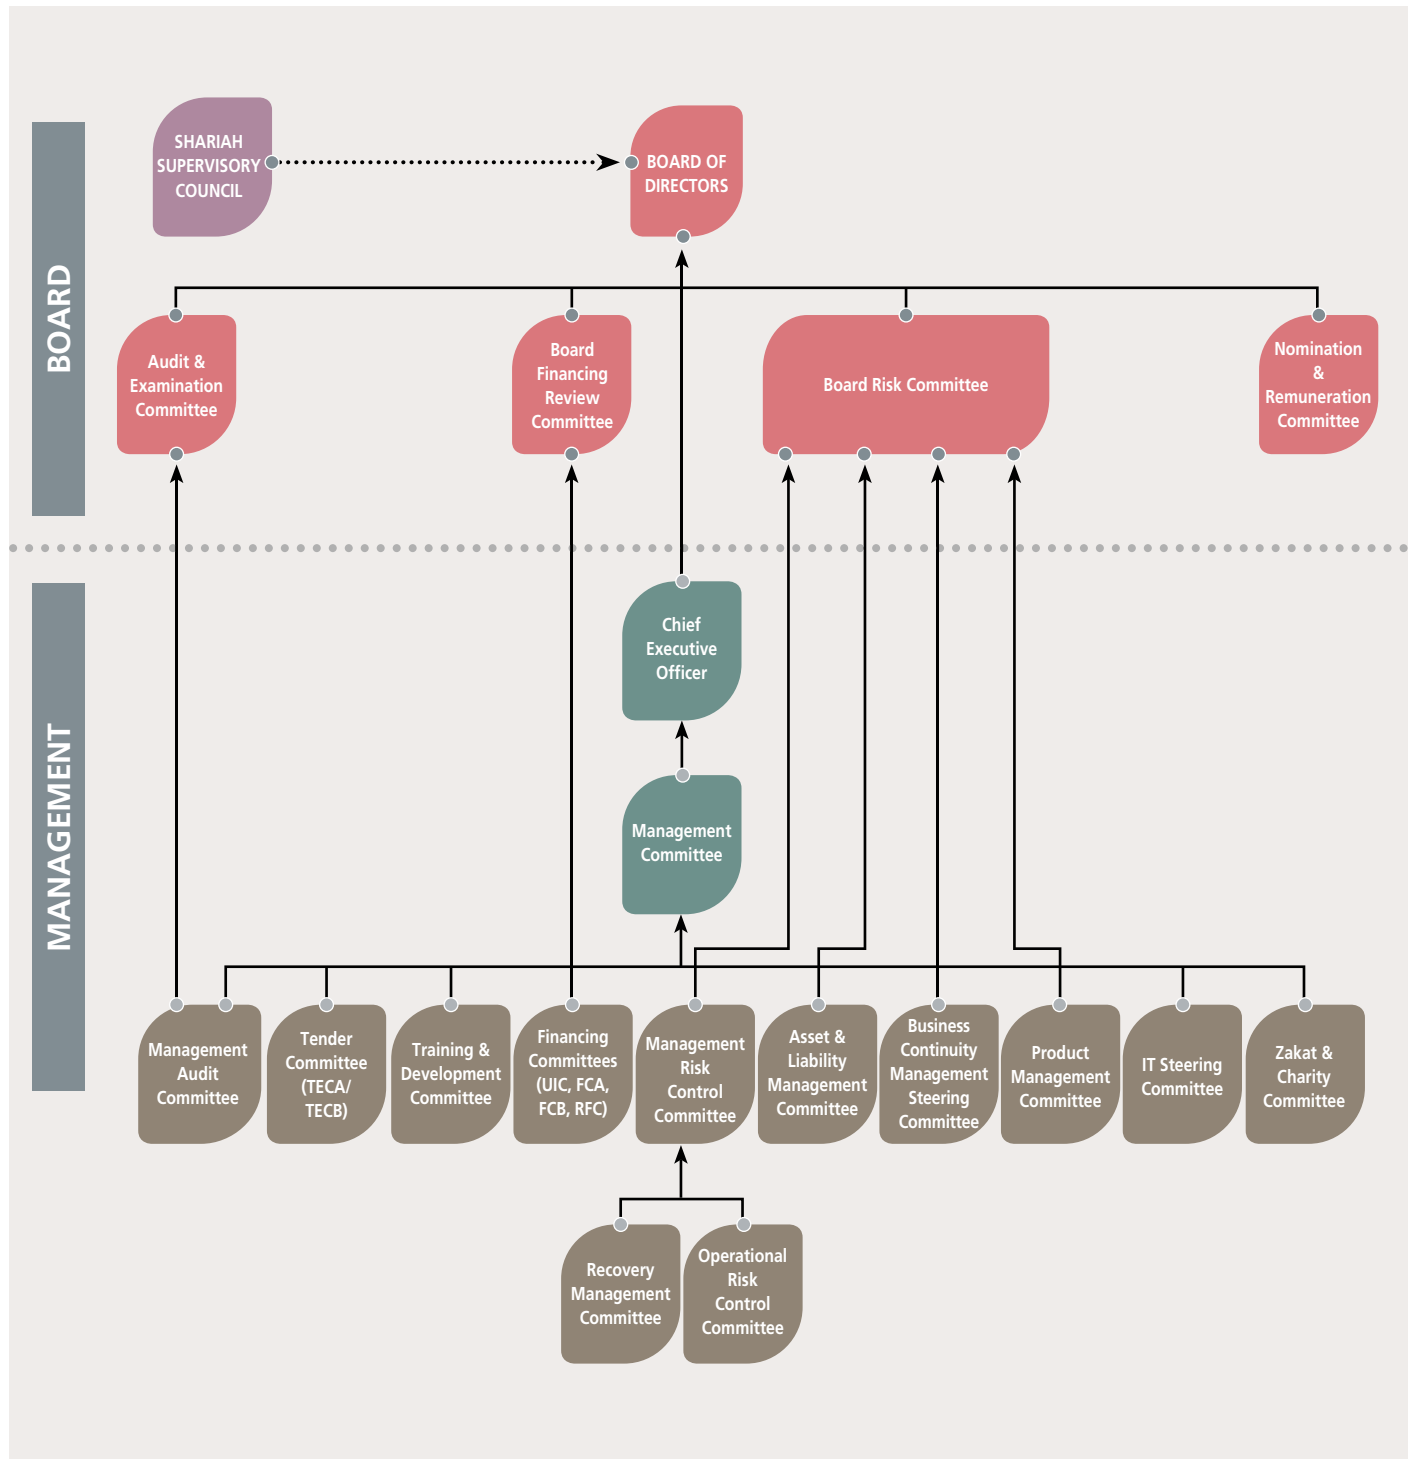 BOARD
SHARIAH
SUPERVISORY
COUNCIL
BOARD OF
DIRECTORS
Audit &
Examination
Committee
Board
Financing
Review
Committee
Board Risk Committee
Nomination
&
Remuneration
Committee
MANAGEMENT
Chief
Executive
Officer
Management
Committee
Management
Audit
Committee
Tender
Committee
(TECA/
TECB)
Training &
Development
Committee
Financing
Committees
(UIC, FCA,
FCB, RFC)
Management
Risk
Control
Committee
Asset &
Liability
Management
Committee
Business
Continuity
Management
Steering
Committee
Product
Management
Committee
IT Steering
Committee
Zakat &
Charity
Committee
Recovery
Management
Committee
Operational
Risk
Control
Committee